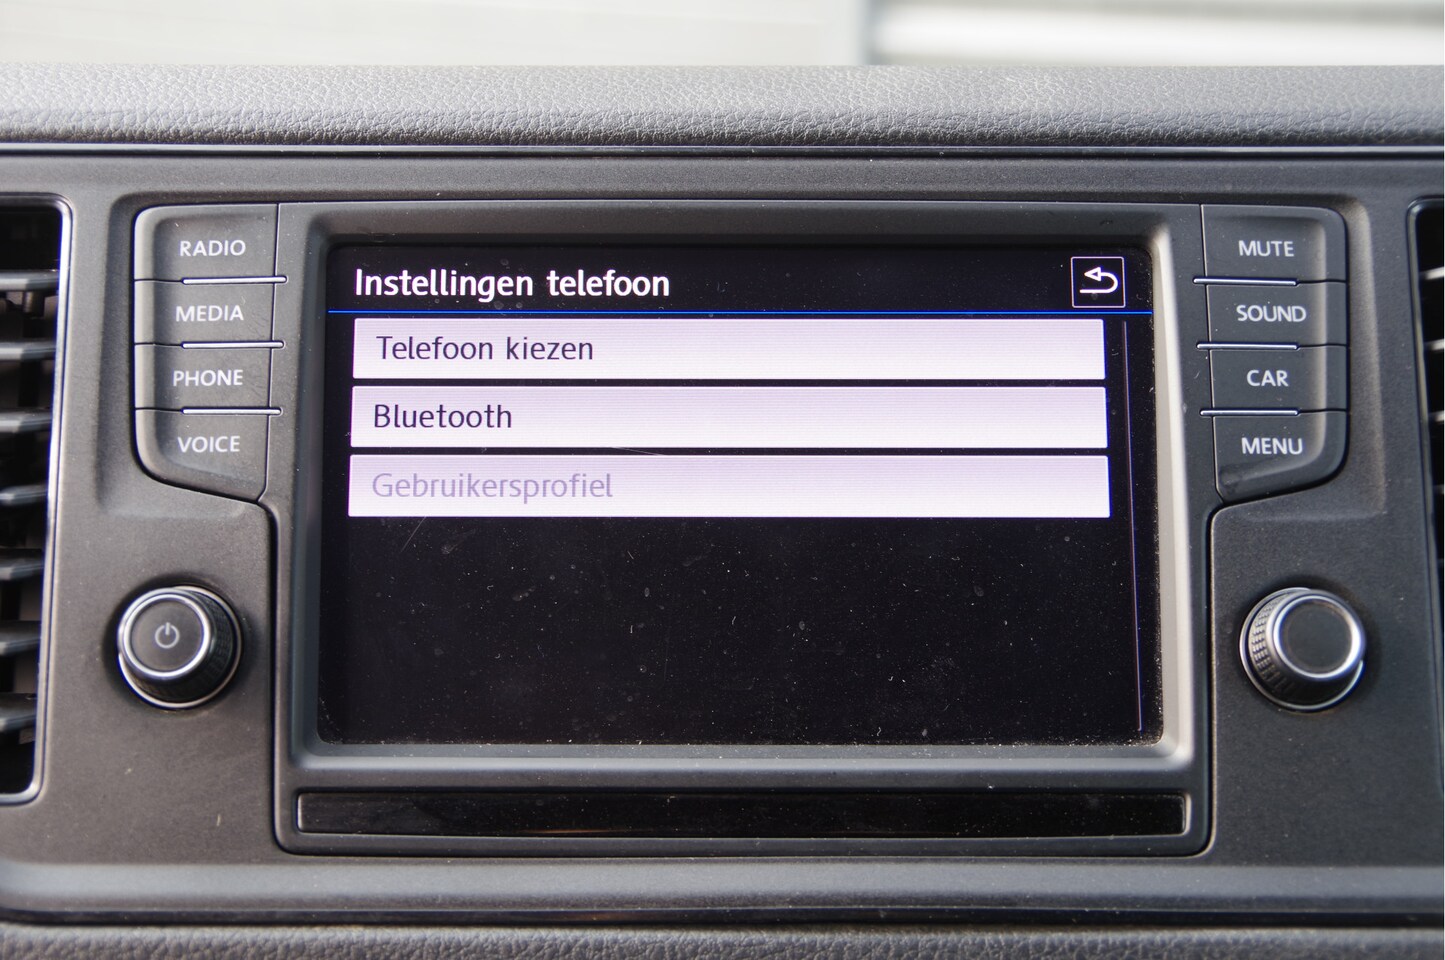 RADIO
MEDIA
PHONE
VOICE
Instellingen telefoon
Telefoon kiezen
Bluetooth
Gebruikersprofiel
MUTE
SOUND
CAR
MENU